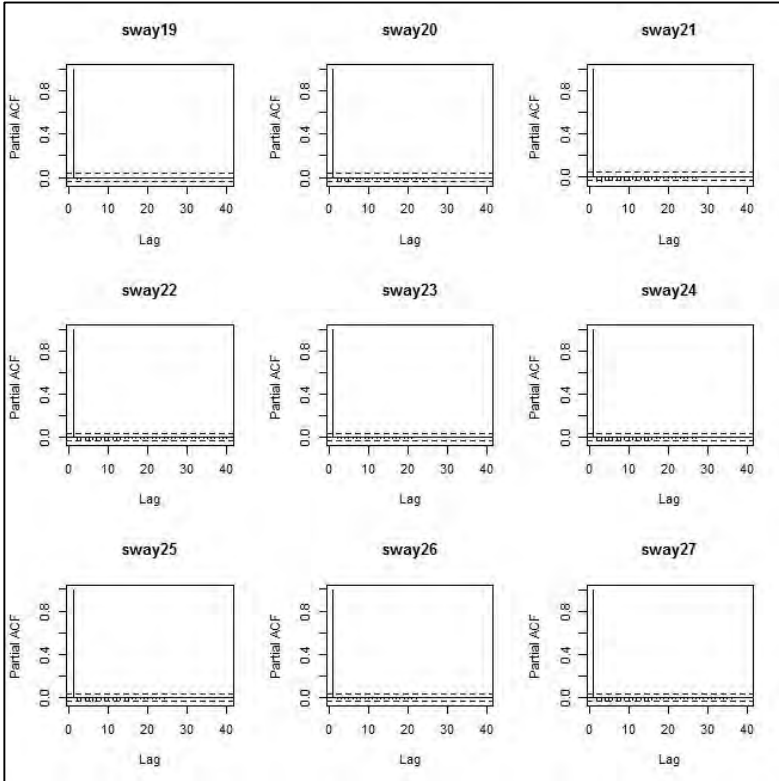 sway19 sway20 sway21
Partial ACF Partial ACF Partial ACF
0.8 0.8 0.8
0.4 0.4 0.4
0.0 0.0 0.0
0 10 20 30 40 0 10 20 30 40 0 10 20 30 40
Lag Lag Lag
sway22 sway23 sway24
Partial ACF Partial ACF Partial ACF
0.8 0.8 0.8
0.4 0.4 0.4
0.0 0.0 0.0
0 10 20 30 40 0 10 20 30 40 0 10 20 30 40
Lag Lag Lag
sway25 sway26 sway27
Partial ACF Partial ACF Partial ACF
0.8 0.8 0.8
0.4 0.4 0.4
0.0 0.0 0.0
0 10 20 30 40 0 10 20 30 40 0 10 20 30 40
Lag Lag Lag